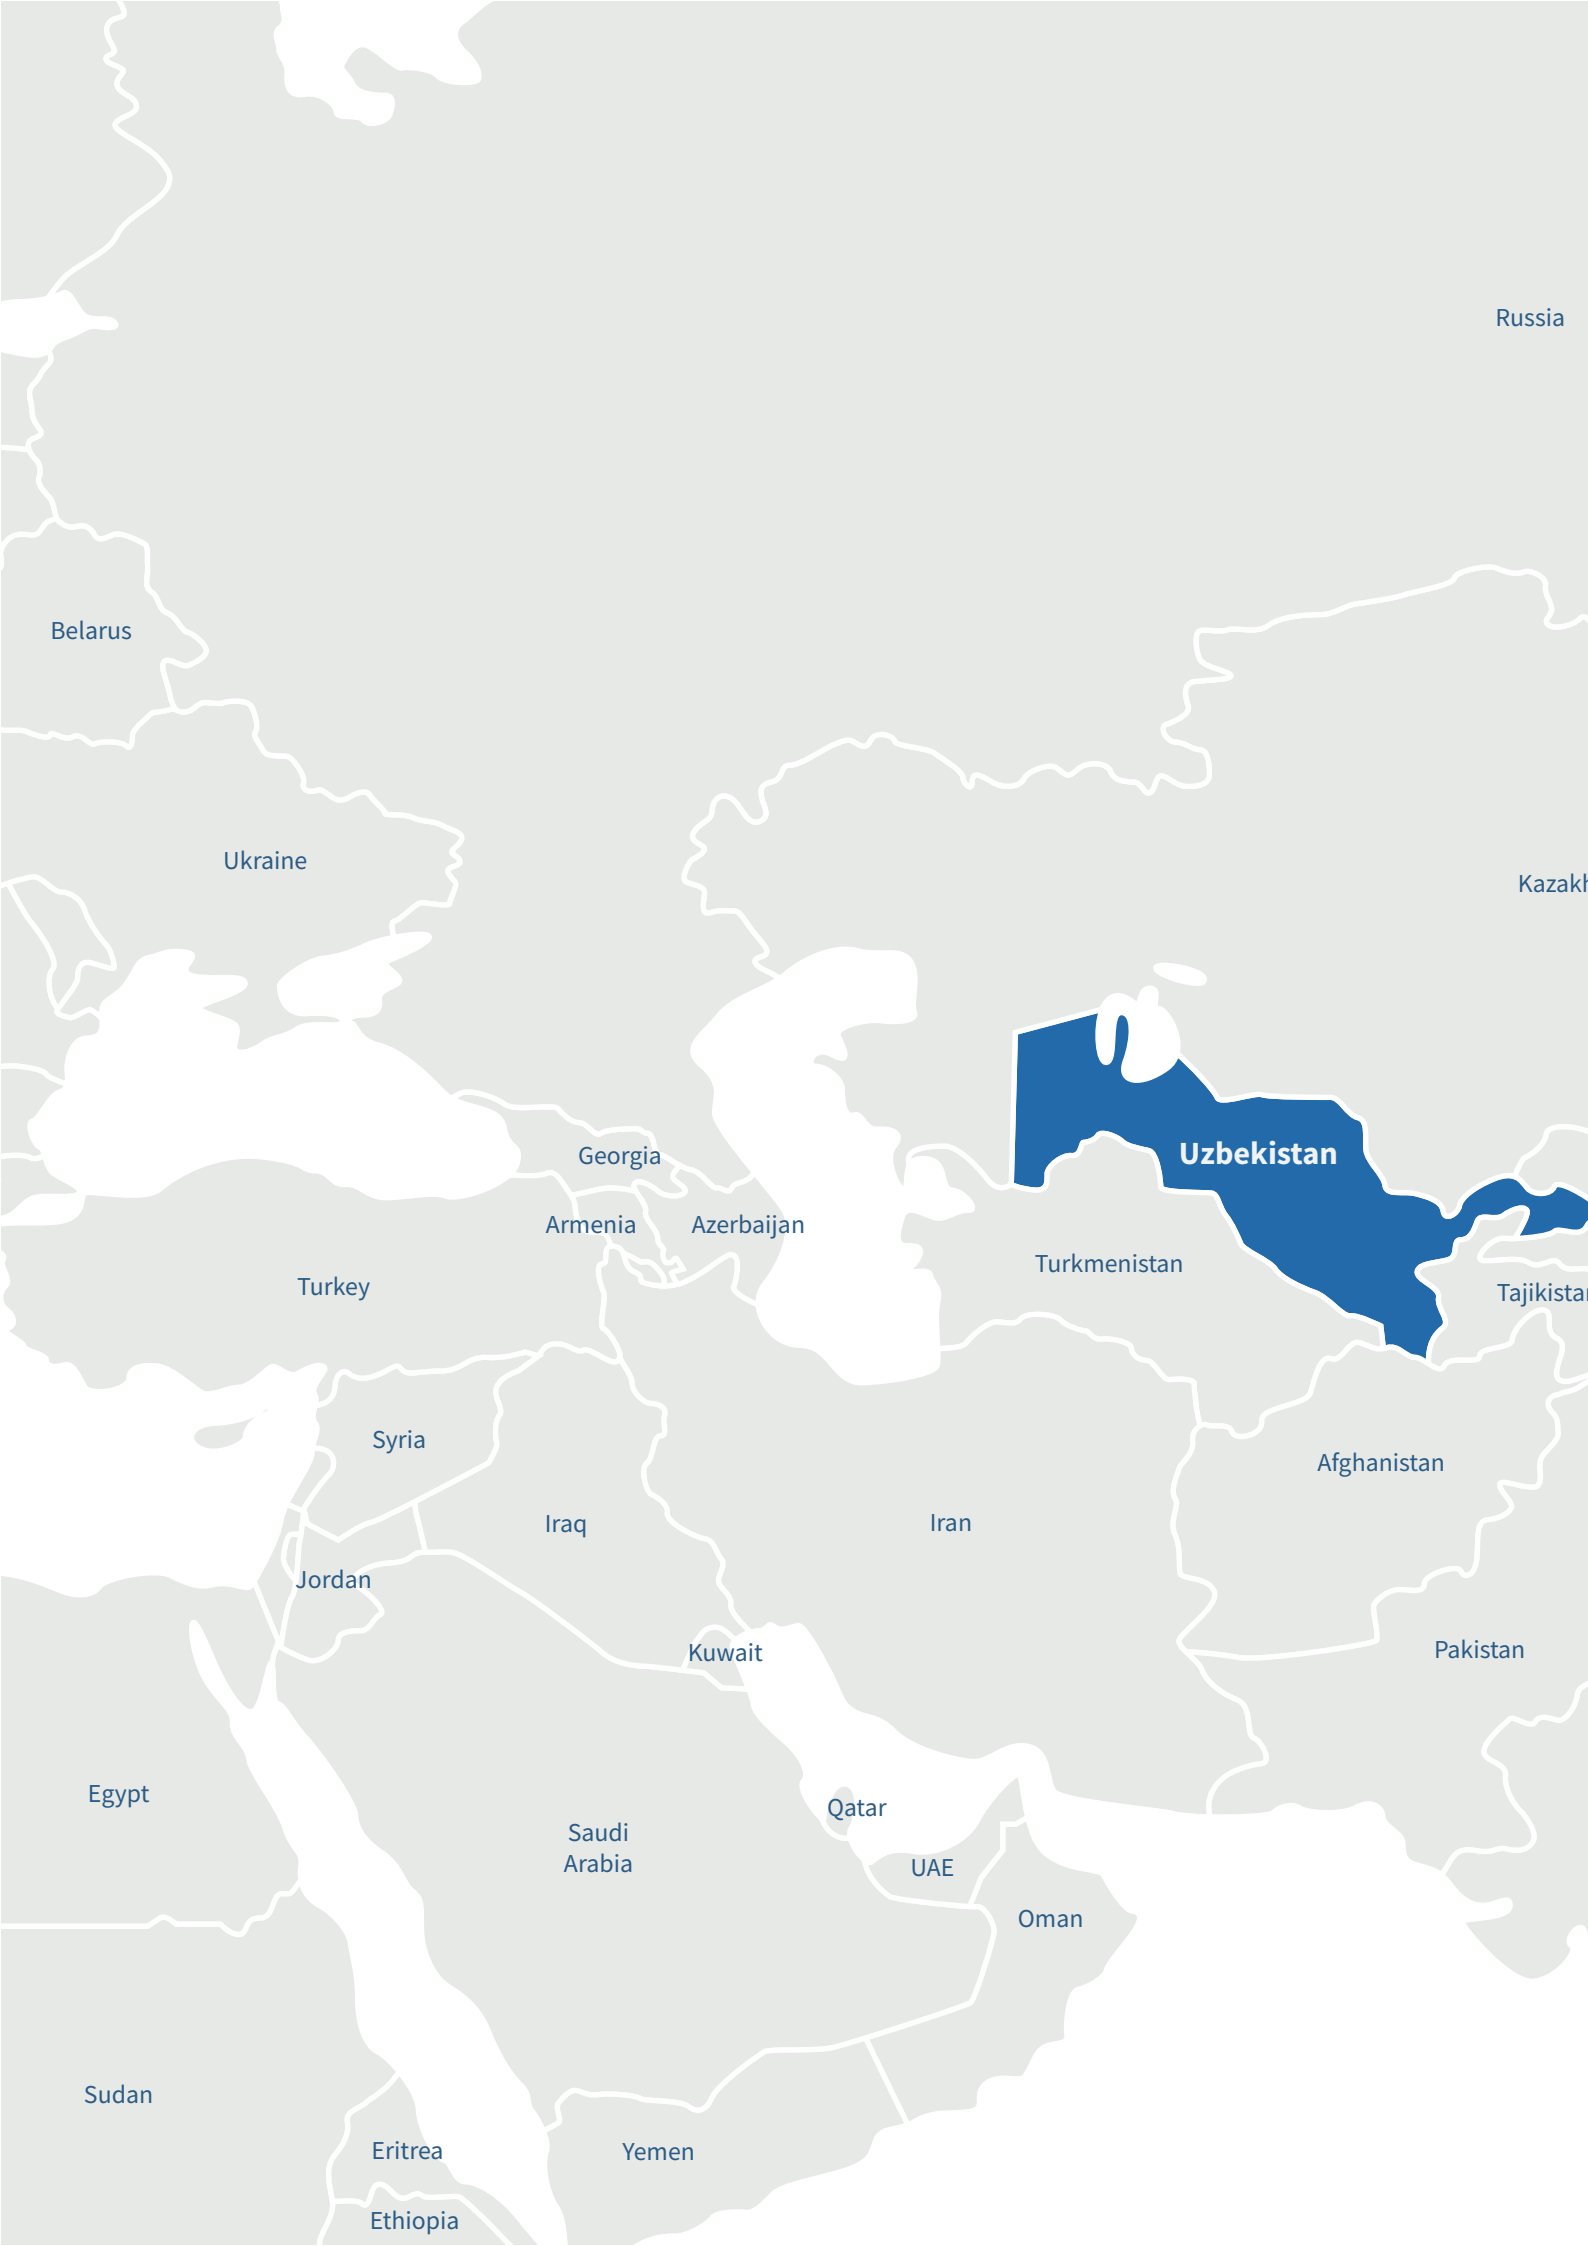 Russia
Belarus
Ukraine
Kazakh
Uzbekistan
Georgia
Armenia
Azerbaijan
Turkmenistan
Turkey
Tajikistan
Syria
Afghanistan
Iraq
Iran
Jordan
Kuwait
Pakistan
Egypt
Qatar
Saudi
Arabia
UAE
Oman
Sudan
Eritrea
Yemen
Ethiopia